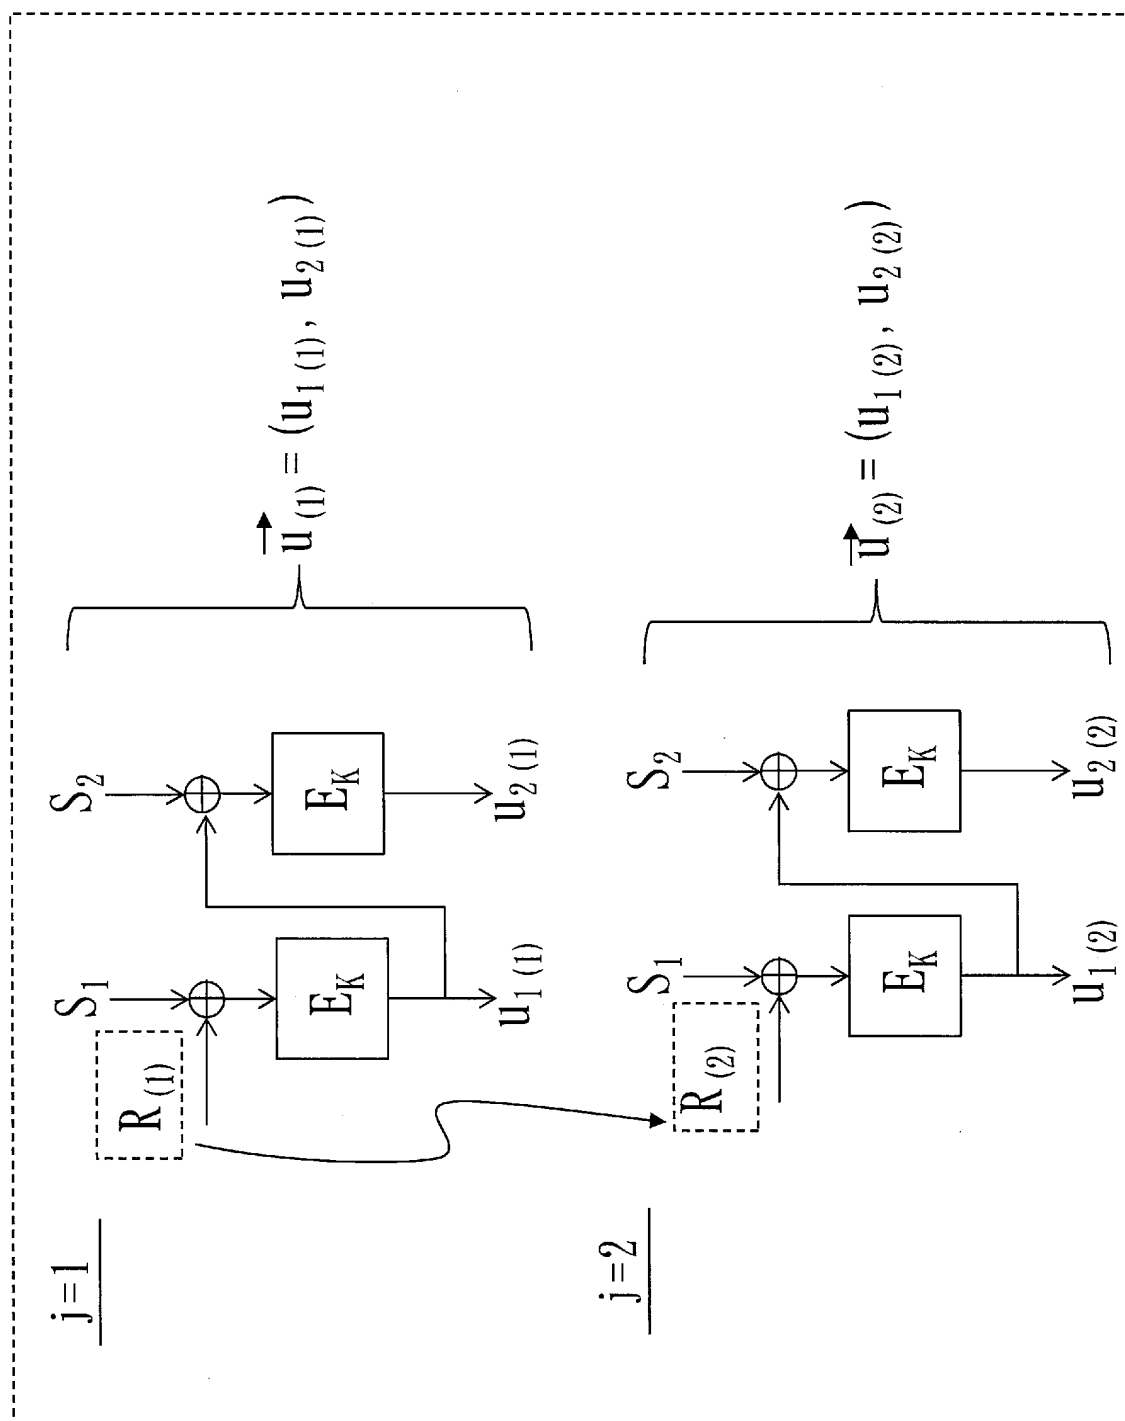 j=1
R(1)
S1
S2
EK
EK
u1(1)
u2(1)
u(1)=(u1(1), u2(1))
j=2
R(2)
S1
S2
EK
EK
u1(2)
u2(2)
u(2)=(u1(2), u2(2))